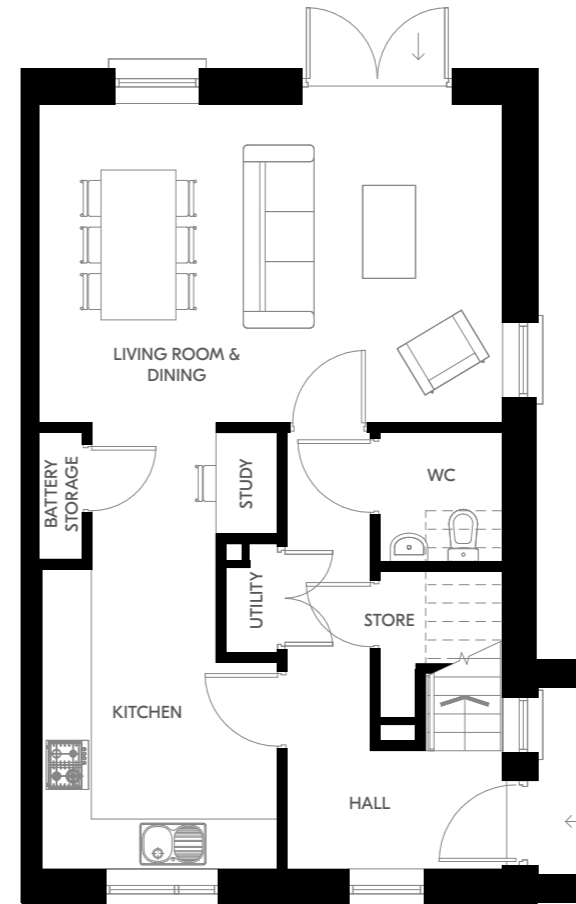 LIVING ROOM &
DINING
BATTERY
STORAGE
STUDY
WC
UTILITY
STORE
KITCHEN
HALL